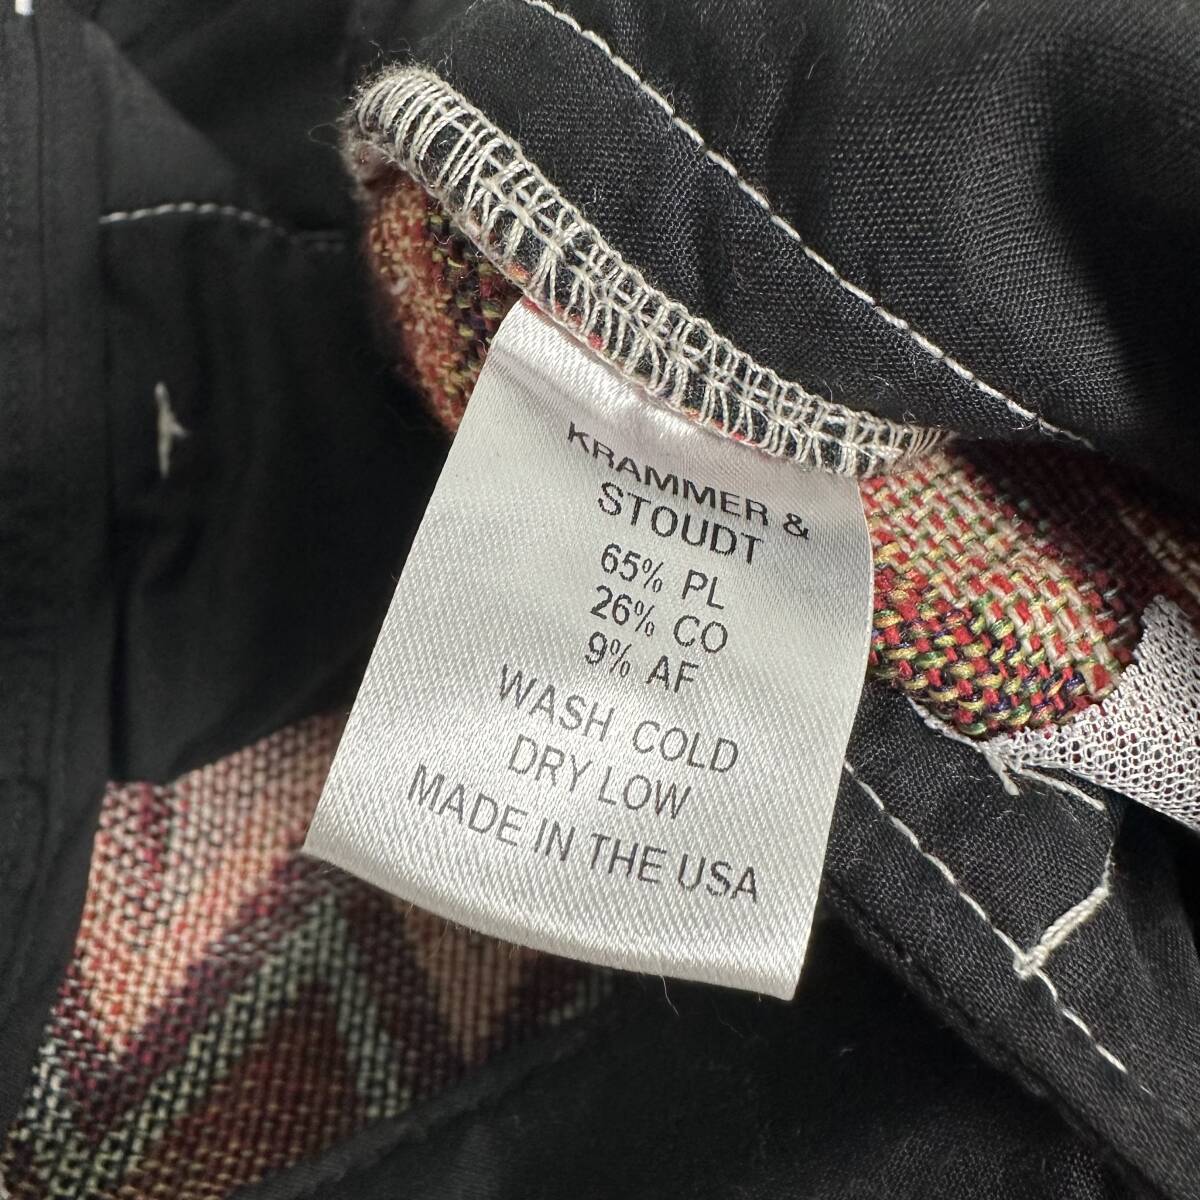 KRAMMER &
STOUDT
65% PL
26% CO
9% AF
WASH COLD
DRY LOW
MADE IN THE USA